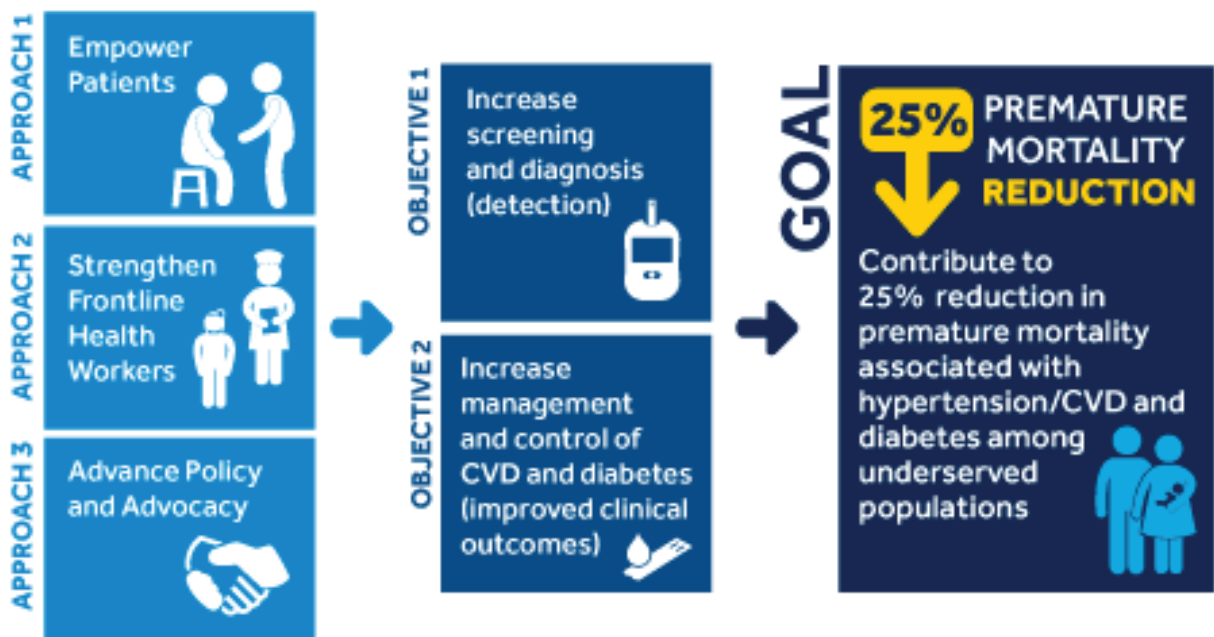 APPROACH 1
Empower
Patients
APPROACH 2
Strengthen
Frontline
Health
Workers
APPROACH 3
Advance Policy
and Advocacy
OBJECTIVE 1
Increase
screening
and diagnosis
(detection)
OBJECTIVE 2
Increase
management
and control of
CVD and diabetes
(improved clinical
outcomes)
GOAL
25% PREMATURE
MORTALITY
REDUCTION
Contribute to
25% reduction in
premature mortality
associated with
hypertension/CVD and
diabetes among
underserved
populations